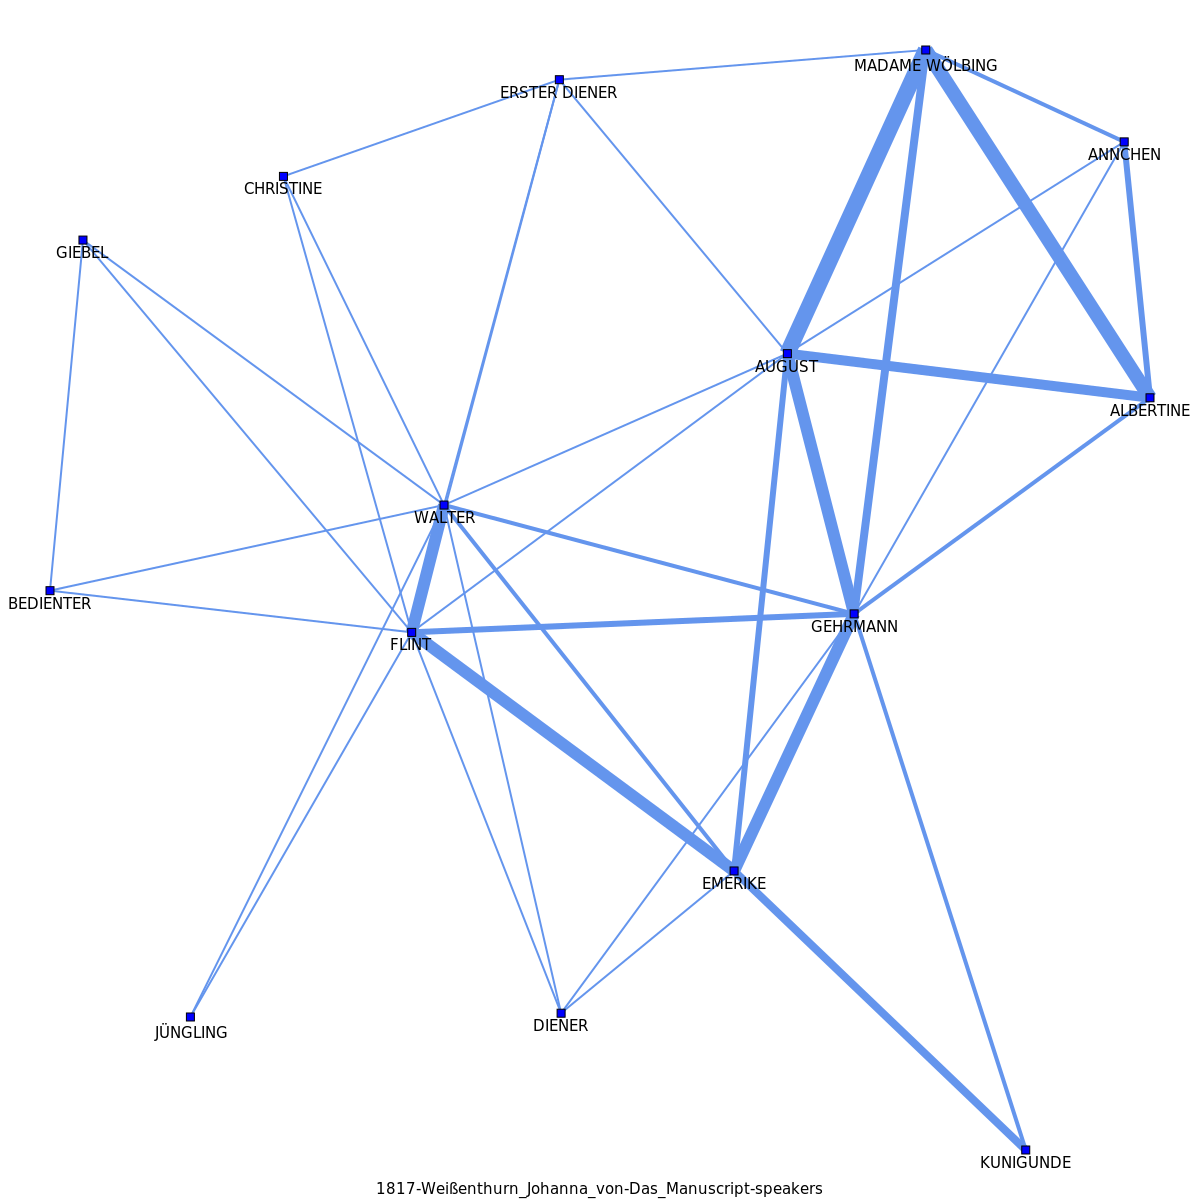 MADAME WÖLBING
ERSTER DIENER
ANNCHEN
CHRISTINE
GIEBEL
AUGUST
ALBERTINE
WALTER
BEDIENTER
GEHRMANN
FLINT
EMERIKE
DIENER
JÜNGLING
KUNIGUNDE
1817-Weißenthurn_Johanna_von-Das_Manuscript-speakers